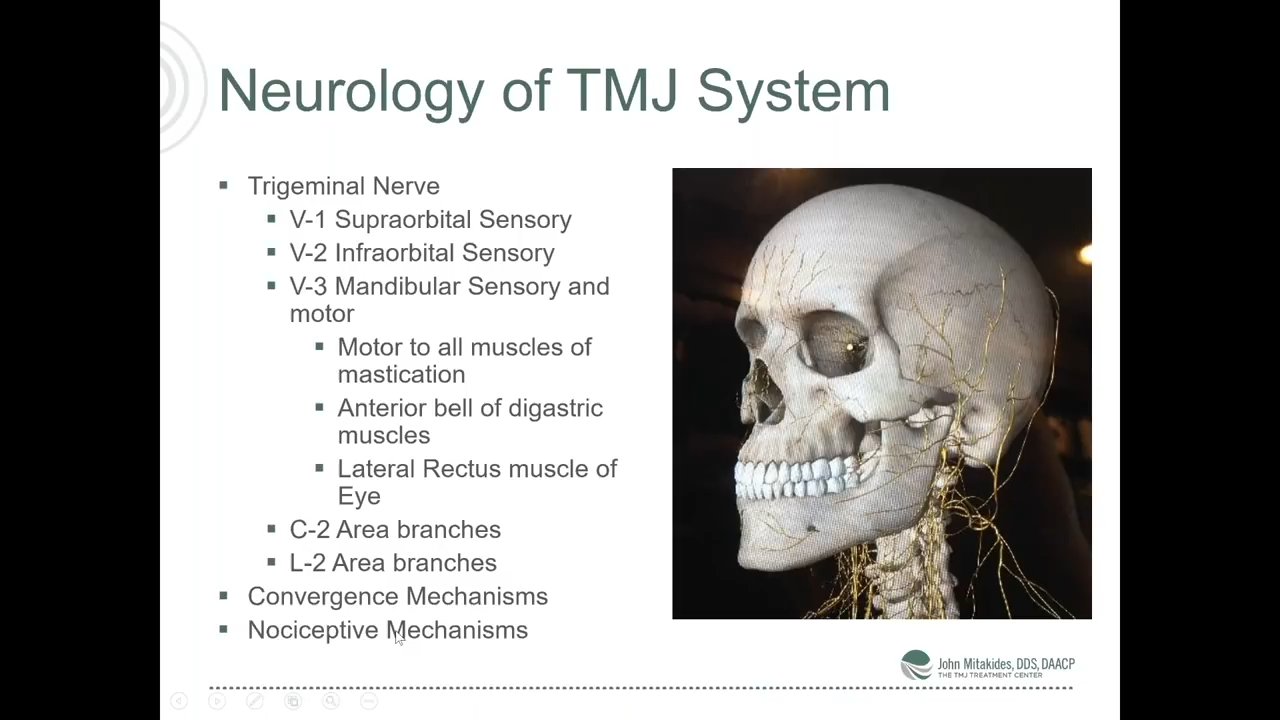 Neurology of TMJ System
Trigeminal Nerve
V-1 Supraorbital Sensory
V-2 Infraorbital Sensory
V-3 Mandibular Sensory and
motor
Motor to all muscles of
mastication
Anterior bell of digastric
muscles
Lateral Rectus muscle of
Eye
C-2 Area branches
L-2 Area branches
Convergence Mechanisms
Nociceptive Mechanisms
John Mitakides, DDS, DAACP
THE TMJ TREATMENT CENTER